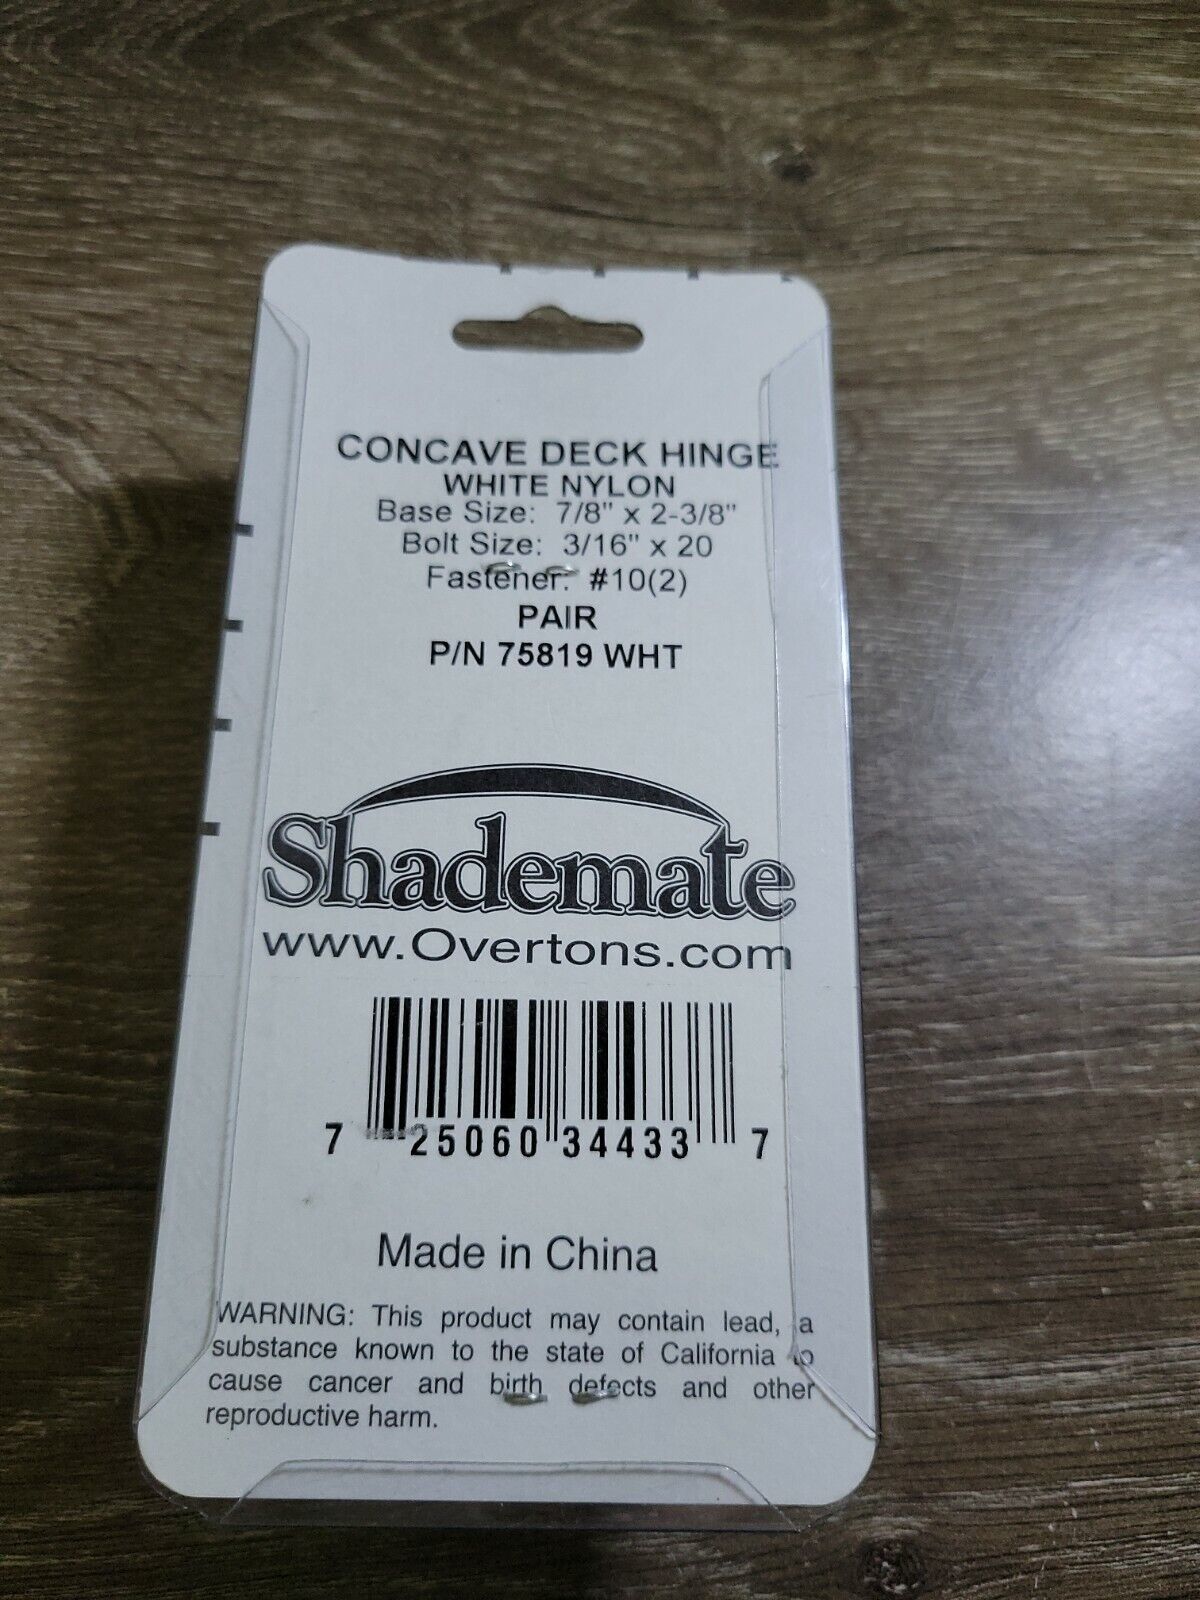 CONCAVE DECK HINGE
WHITE NYLON
Base Size: 7/8" x 2-3/8"
Bolt Size: 3/16" x 20
Fastener: #10(2)
PAIR
P/N 75819 WHT
Shademate
www.Overtons.com
7 25060 34433 7
Made in China
WARNING: This product may contain lead, a
substance known to the state of California to
cause cancer and birth defects and other
reproductive harm.